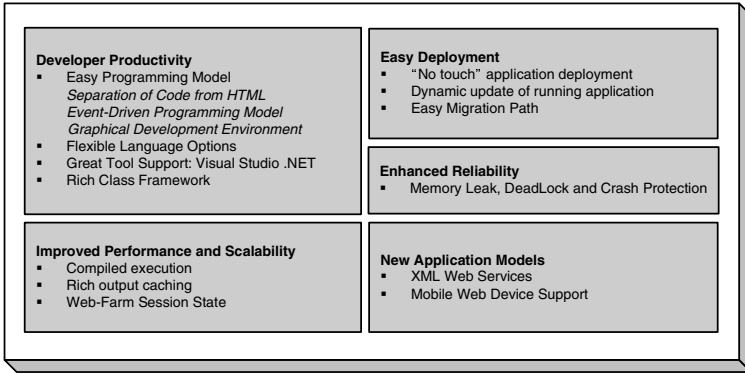 Developer Productivity
▪ Easy Programming Model
Separation of Code from HTML
Event-Driven Programming Model
Graphical Development Environment
▪ Flexible Language Options
▪ Great Tool Support: Visual Studio .NET
▪ Rich Class Framework
Easy Deployment
▪ “No touch” application deployment
▪ Dynamic update of running application
▪ Easy Migration Path
Enhanced Reliability
▪ Memory Leak, DeadLock and Crash Protection
Improved Performance and Scalability
▪ Compiled execution
▪ Rich output caching
▪ Web-Farm Session State
New Application Models
▪ XML Web Services
▪ Mobile Web Device Support